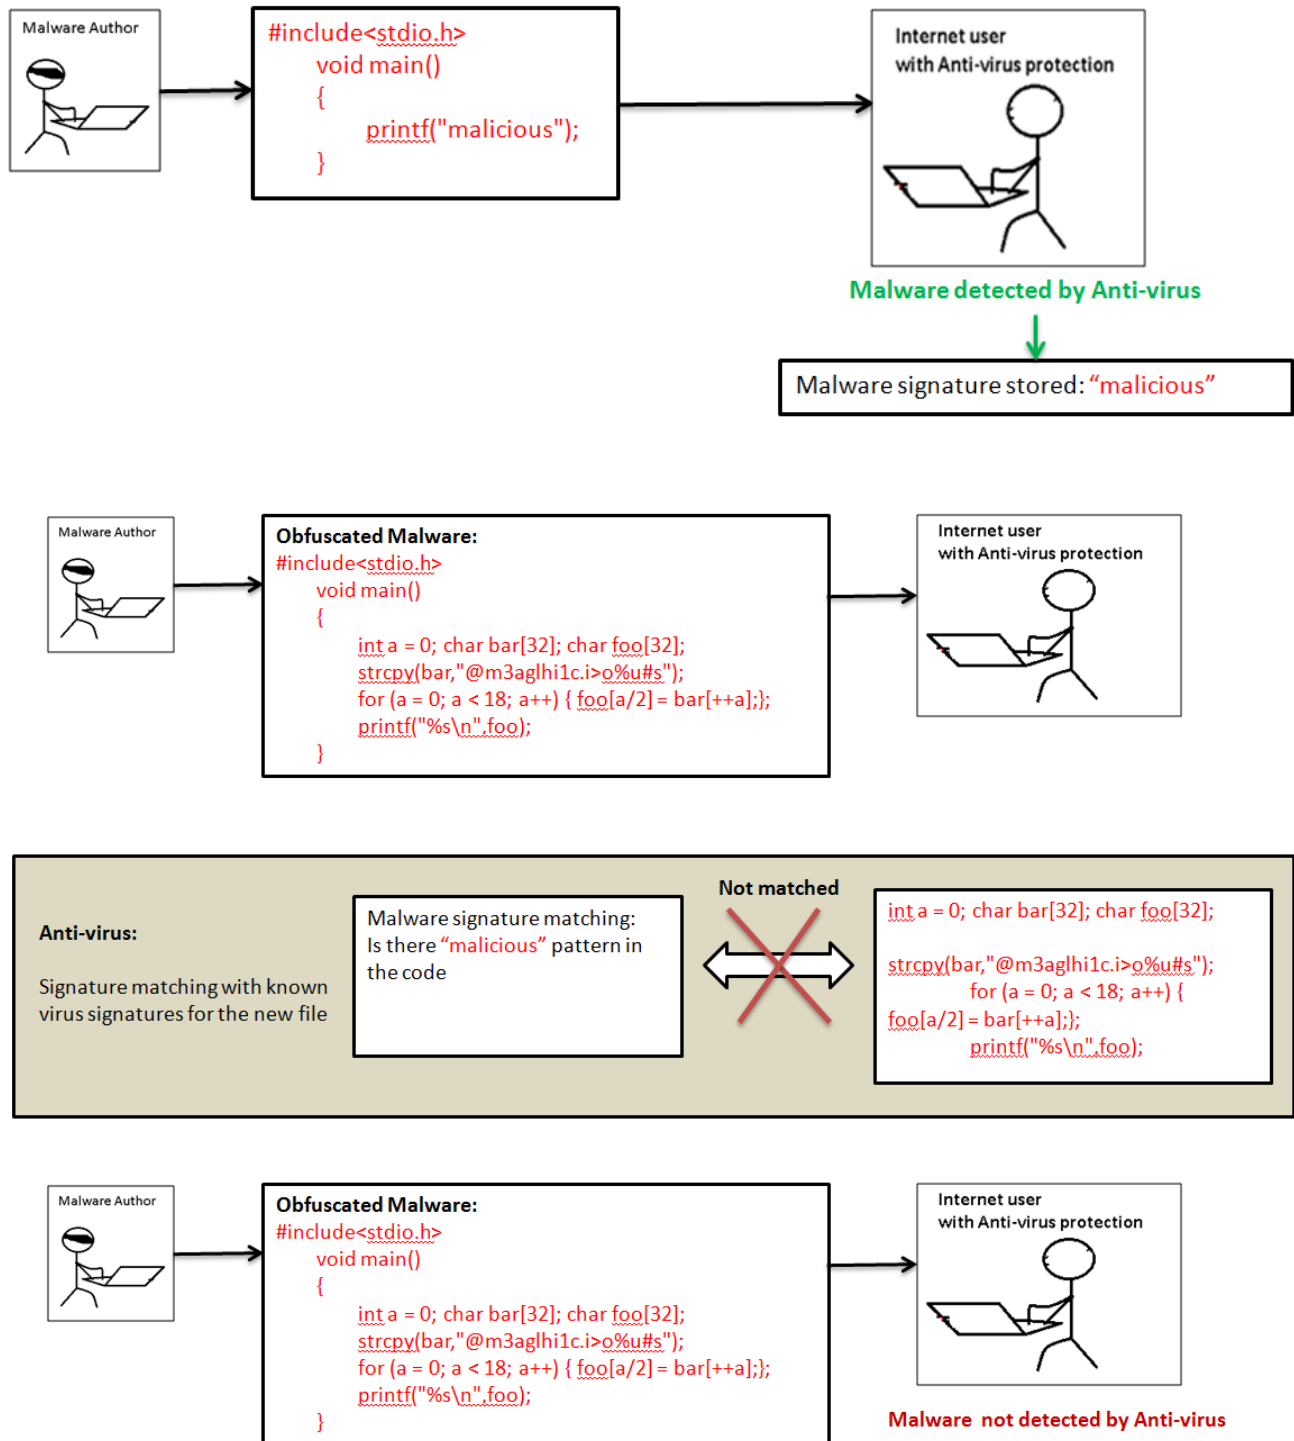 Malware Author
#include<stdio.h>
void main()
{
printf("malicious");
}
Internet user
with Anti-virus protection
Malware detected by Anti-virus
Malware signature stored: “malicious”
Malware Author
Obfuscated Malware:
#include<stdio.h>
void main()
{
int a = 0; char bar[32]; char foo[32];
strcpy(bar,"@m3aglhi1c.i>o%u#s");
for (a = 0; a < 18; a++) { foo[a/2] = bar[++a];};
printf("%s\n",foo);
}
Internet user
with Anti-virus protection
Anti-virus:
Signature matching with known
virus signatures for the new file
Malware signature matching:
Is there “malicious” pattern in
the code
Not matched
int a = 0; char bar[32]; char foo[32];
strcpy(bar,"@m3aglhi1c.i>o%u#s");
for (a = 0; a < 18; a++) {
foo[a/2] = bar[++a];};
printf("%s\n",foo);
Malware Author
Obfuscated Malware:
#include<stdio.h>
void main()
{
int a = 0; char bar[32]; char foo[32];
strcpy(bar,"@m3aglhi1c.i>o%u#s");
for (a = 0; a < 18; a++) { foo[a/2] = bar[++a];};
printf("%s\n",foo);
}
Internet user
with Anti-virus protection
Malware not detected by Anti-virus